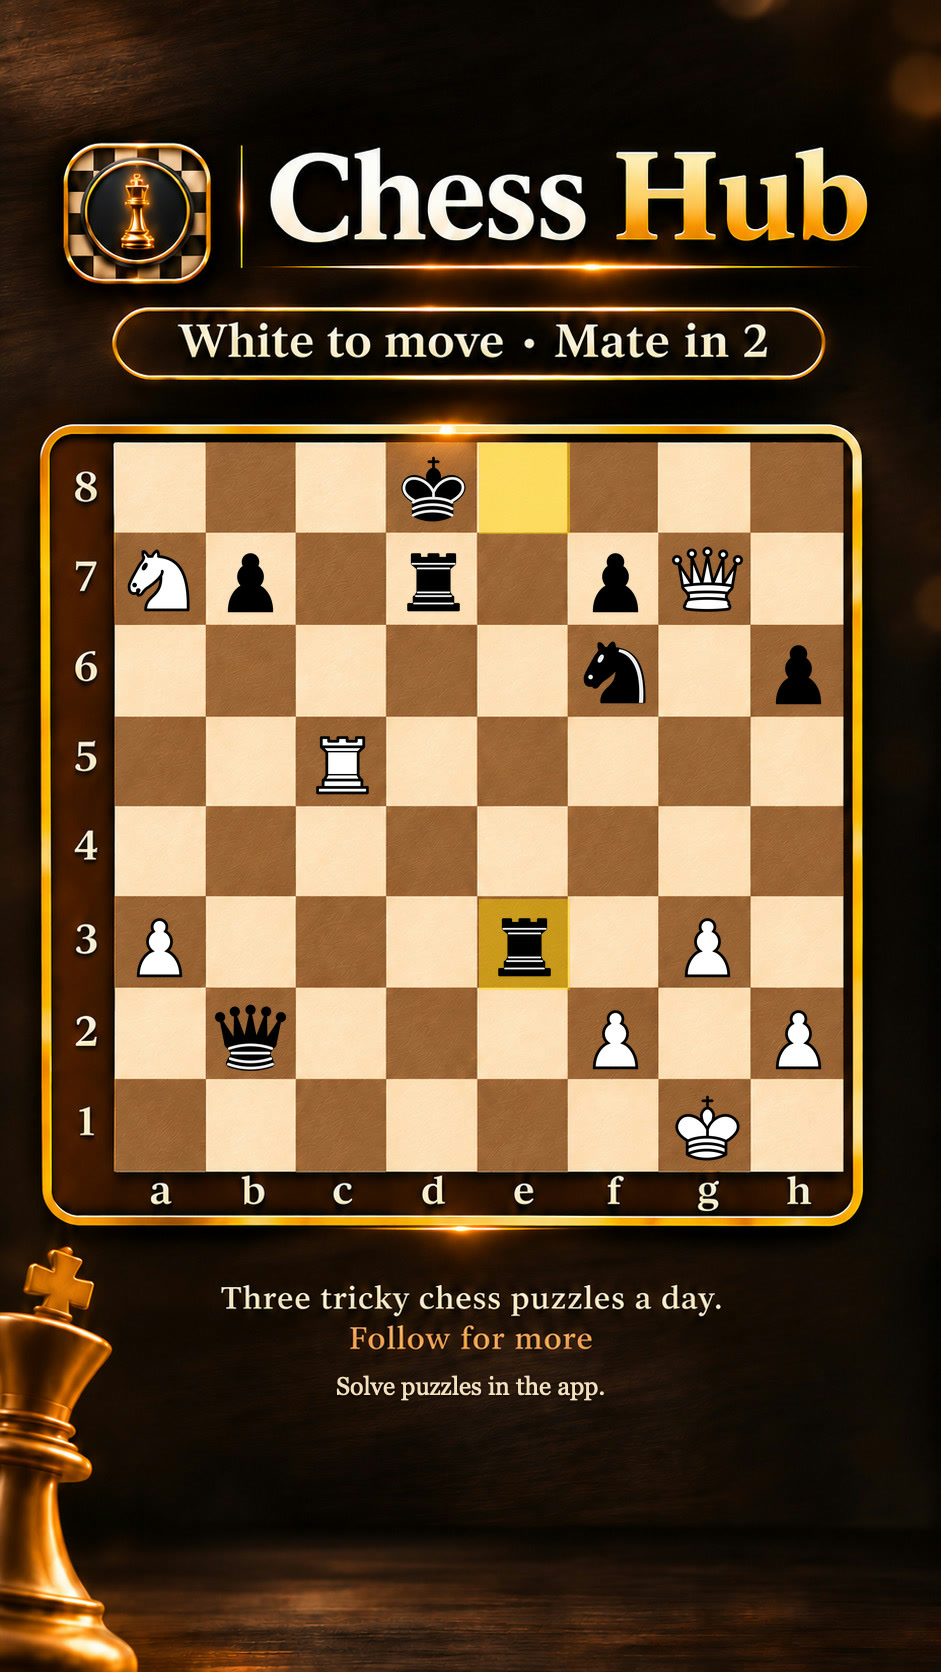 Chess Hub
White to move • Mate in 2
8
7
6
5
4
3
2
1
a b c d e f g h
Three tricky chess puzzles a day.
Follow for more
Solve puzzles in the app.